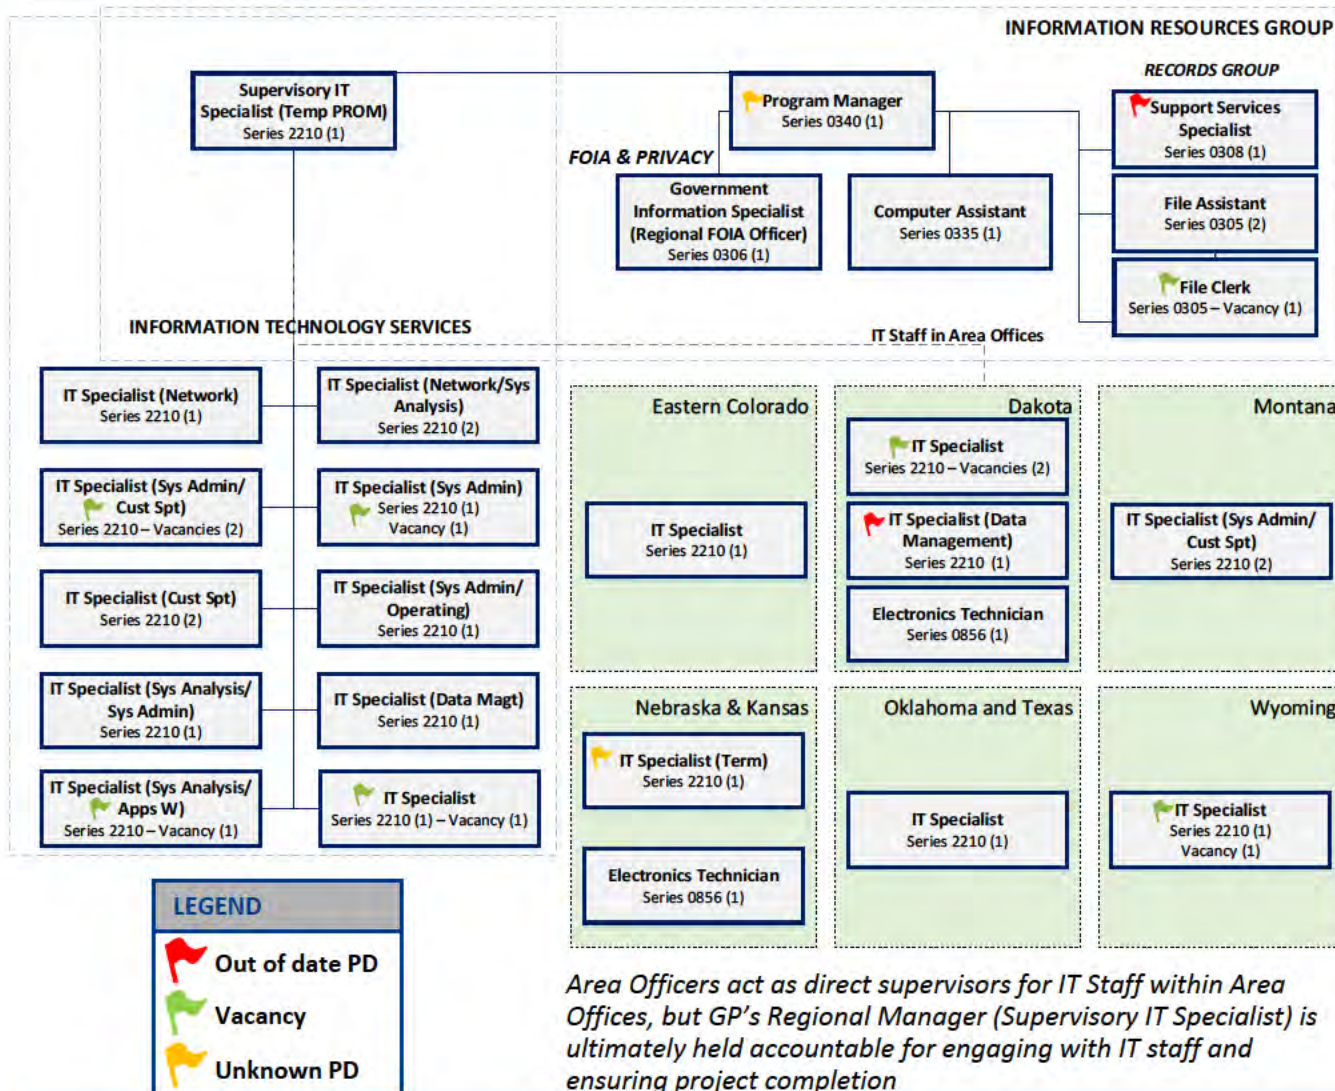 INFORMATION RESOURCES GROUP
Supervisory IT
Specialist (Temp PROM)
Series 2210 (1)
Program Manager
Series 0340 (1)
RECORDS GROUP
Support Services
Specialist
Series 0308 (1)
FOIA & PRIVACY
Government
Information Specialist
(Regional FOIA Officer)
Series 0306 (1)
Computer Assistant
Series 0335 (1)
File Assistant
Series 0305 (2)
File Clerk
Series 0305 – Vacancy (1)
INFORMATION TECHNOLOGY SERVICES
IT Specialist (Network)
Series 2210 (1)
IT Specialist (Network/Sys
Analysis)
Series 2210 (2)
IT Specialist (Sys Admin/
Cust Spt)
Series 2210 – Vacancies (2)
IT Specialist (Sys Admin)
Series 2210 (1)
Vacancy (1)
IT Specialist (Cust Spt)
Series 2210 (2)
IT Specialist (Sys Admin/
Operating)
Series 2210 (1)
IT Specialist (Sys Analysis/
Sys Admin)
Series 2210 (1)
IT Specialist (Data Magt)
Series 2210 (1)
IT Specialist (Sys Analysis/
Apps W)
Series 2210 – Vacancy (1)
IT Specialist
Series 2210 (1) – Vacancy (1)
IT Staff in Area Offices
Eastern Colorado
IT Specialist
Series 2210 (1)
Dakota
IT Specialist
Series 2210 – Vacancies (2)
IT Specialist (Data
Management)
Series 2210 (1)
Electronics Technician
Series 0856 (1)
Montana
IT Specialist (Sys Admin/
Cust Spt)
Series 2210 (2)
Nebraska & Kansas
IT Specialist (Term)
Series 2210 (1)
Electronics Technician
Series 0856 (1)
Oklahoma and Texas
IT Specialist
Series 2210 (1)
Wyoming
IT Specialist
Series 2210 (1)
Vacancy (1)
LEGEND
Out of date PD
Vacancy
Unknown PD
Area Officers act as direct supervisors for IT Staff within Area
Offices, but GP's Regional Manager (Supervisory IT Specialist) is
ultimately held accountable for engaging with IT staff and
ensuring project completion